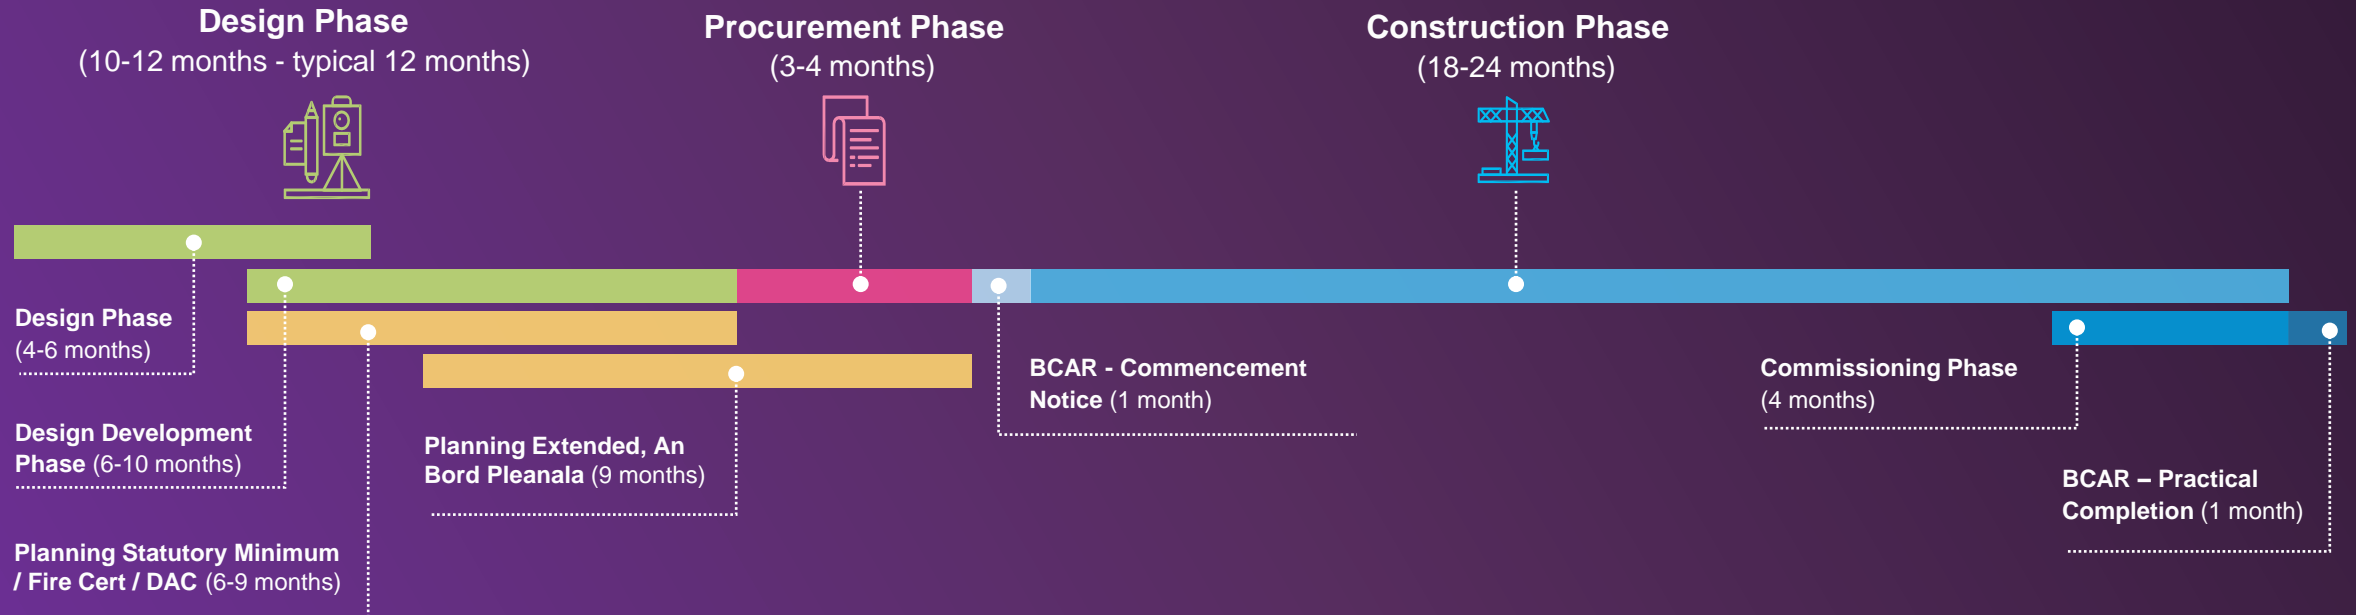 Design Phase
(10-12 months - typical 12 months)
Procurement Phase
(3-4 months)
Construction Phase
(18-24 months)
Design Phase
(4-6 months)
Design Development
Phase (6-10 months)
Planning Statutory Minimum
/ Fire Cert / DAC (6-9 months)
Planning Extended, An
Bord Pleanala (9 months)
BCAR - Commencement
Notice (1 month)
Commissioning Phase
(4 months)
BCAR – Practical
Completion (1 month)